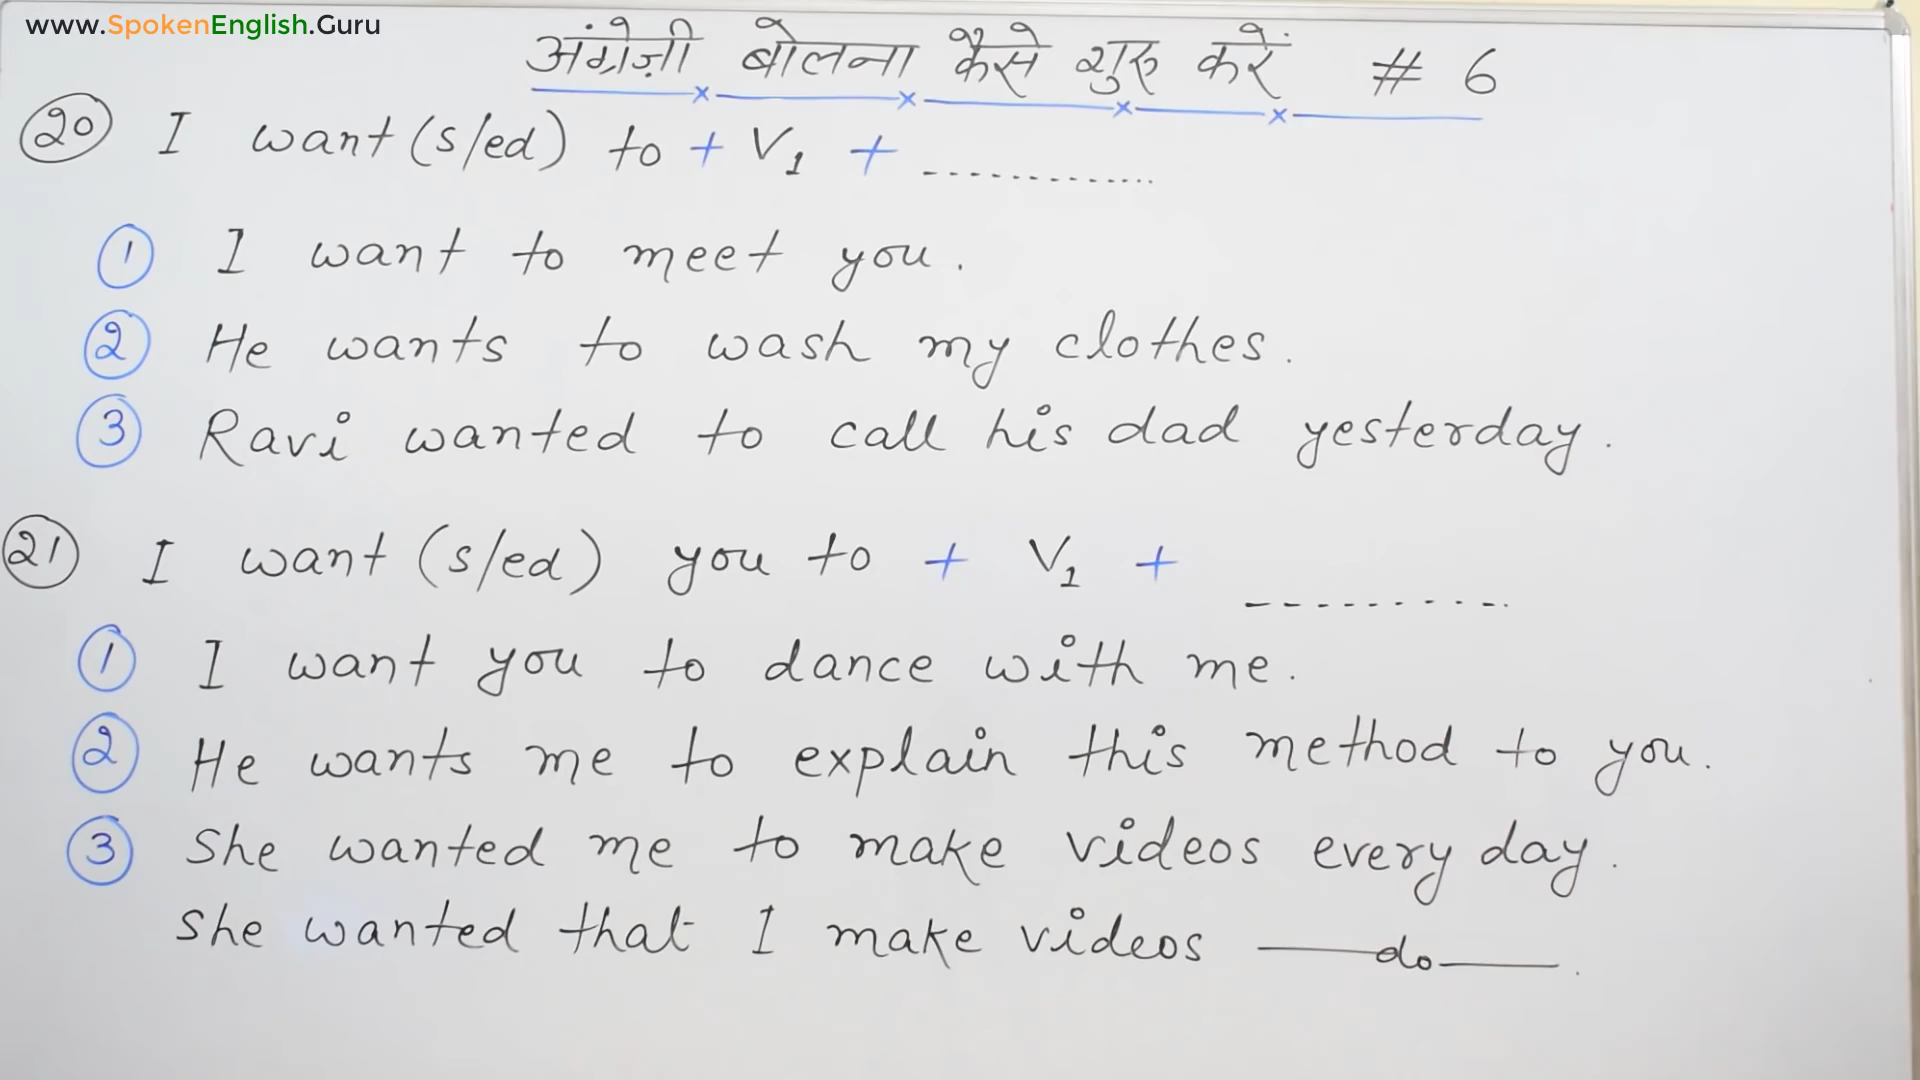 www.SpokenEnglish.Guru
अंग्रेज़ी बोलना कैसे शुरु करें # 6
20 I want (s/ed) to + V1 + .............
1 I want to meet you.
2 He wants to wash my clothes.
3 Ravi wanted to call his dad yesterday.
21 I want (s/ed) you to + V1 + ..........
1 I want you to dance with me.
2 He wants me to explain this method to you.
3 She wanted me to make videos every day.
She wanted that I make videos —do—.